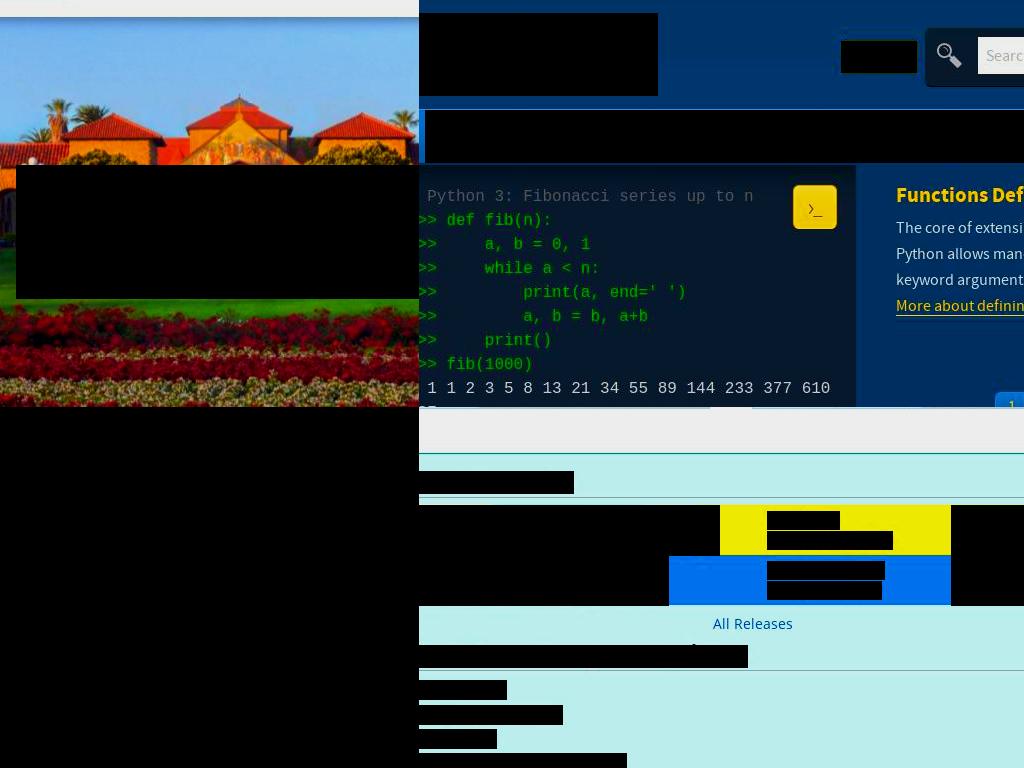 Searc
Python 3: Fibonacci series up to n
>> def fib(n):
>>     a, b = 0, 1
>>     while a < n:
>>         print(a, end=' ')
>>         a, b = b, a+b
>>     print()
>> fib(1000)
1 1 2 3 5 8 13 21 34 55 89 144 233 377 610
Functions Def
The core of extensi
Python allows man
keyword argument
More about definin
1
All Releases